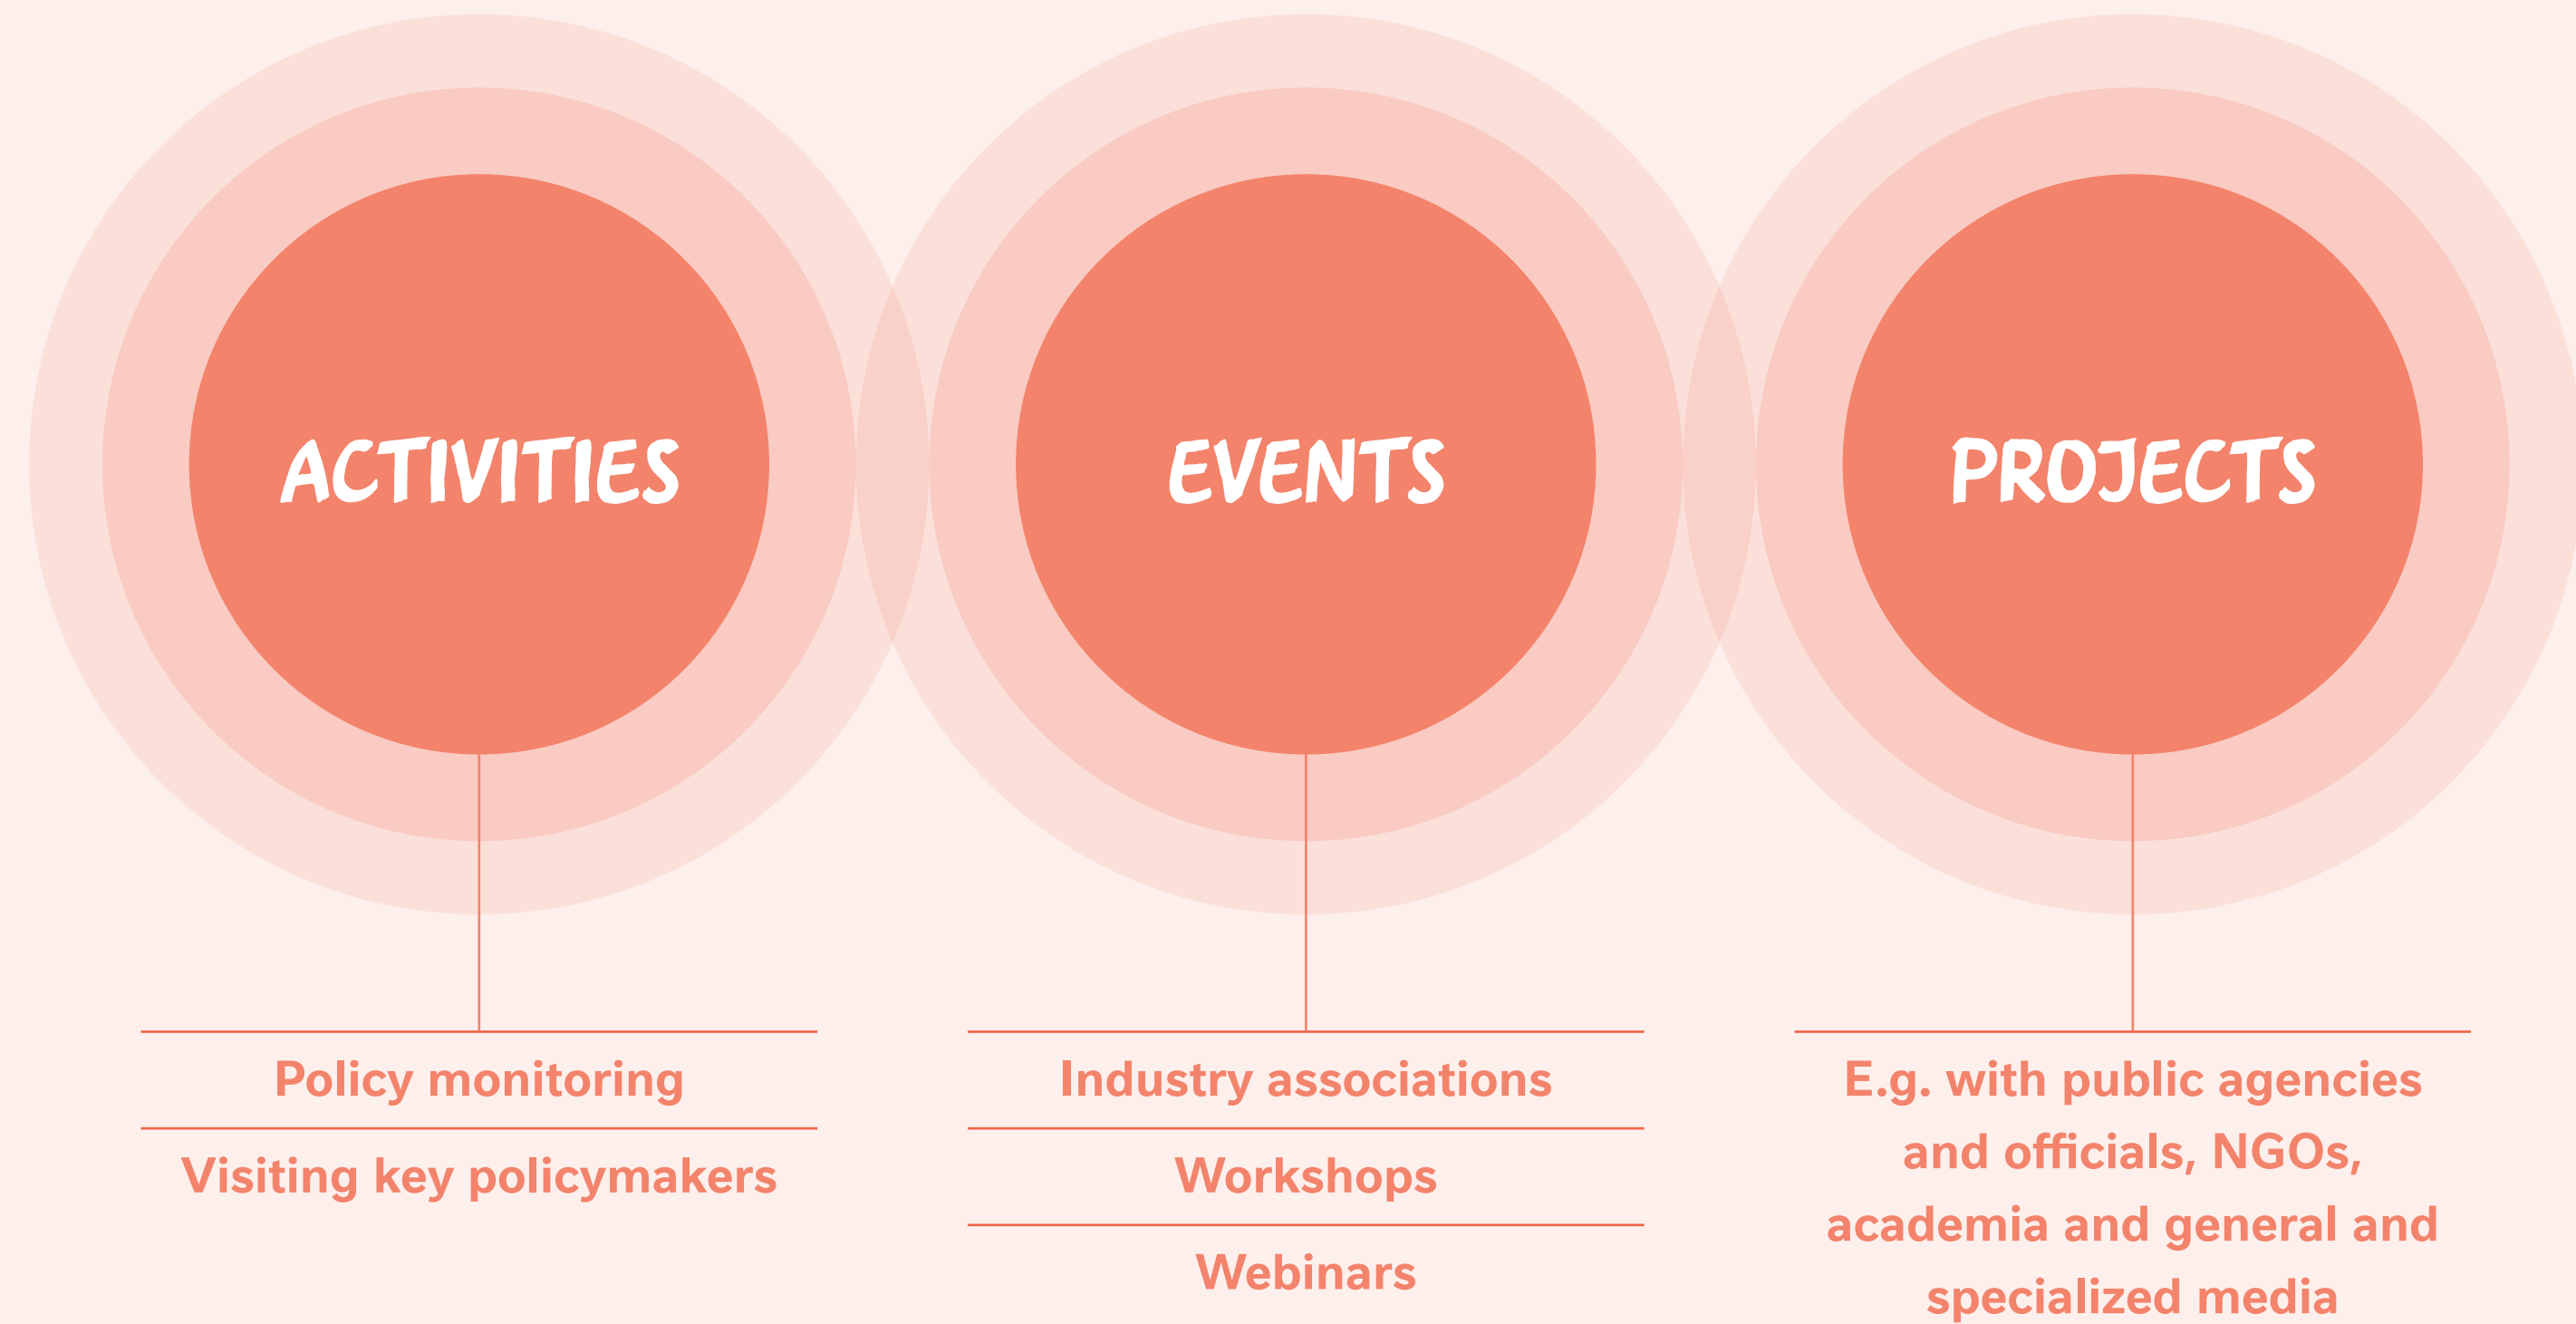 ACTIVITIES
Policy monitoring
Visiting key policymakers
EVENTS
Industry associations
Workshops
Webinars
PROJECTS
E.g. with public agencies
and officials, NGOs,
academia and general and
specialized media